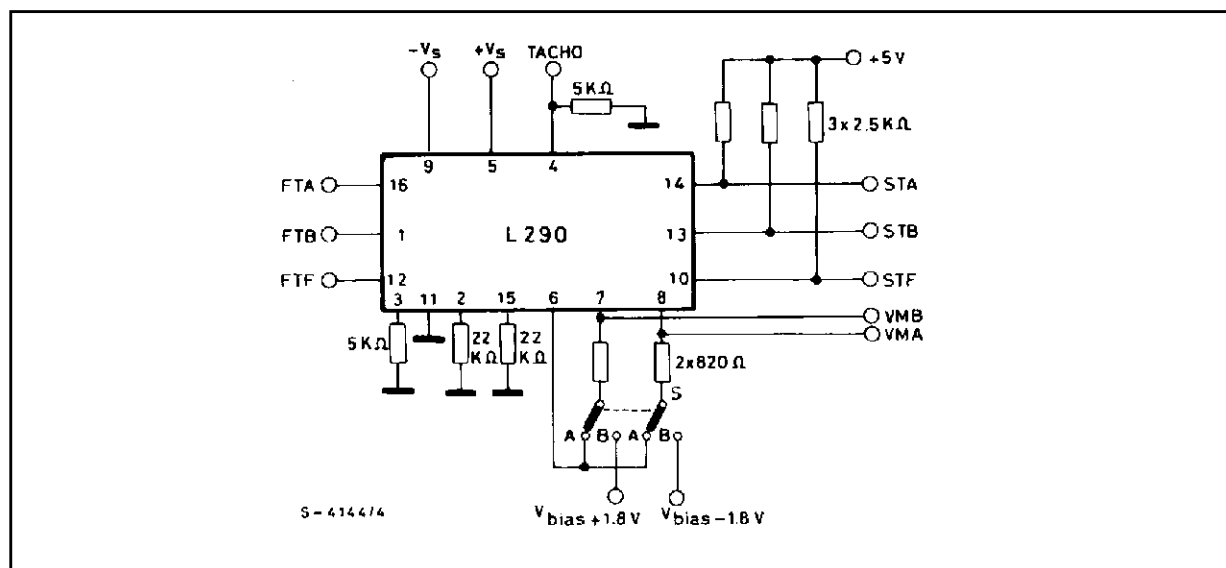 -Vs +Vs TACHO
5KΩ
+5V
3x2.5KΩ
9 5 4
FTA 16
FTB 1
FTF 12
L290
14 STA
13 STB
10 STF
3 11 2 15 6 7 8
VMB
VMA
5KΩ
22
KΩ
22
KΩ
2x820Ω
S
A B A B
Vbias+1.8V Vbias-1.8V
S-4144/4